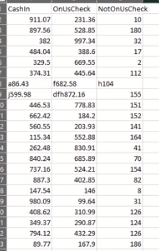 CashIn OnUsCheck NotOnUsCheck
911.07 231.36 10
897.56 528.85 180
382 997.34 32
484.04 388.6 17
329.5 669.55 2
374.31 445.64 112
a86.43 f682.58 h104
j599.98 dfh872.16 155
446.53 778.83 151
662.42 184.2 152
560.55 203.93 141
115.34 552.88 164
262.48 830.91 41
840.24 685.89 70
737.16 524.21 154
887.3 402.85 82
147.54 146 8
980.09 99.64 31
408.62 310.99 126
349.37 290.87 124
794.12 432.29 126
89.77 167.9 186